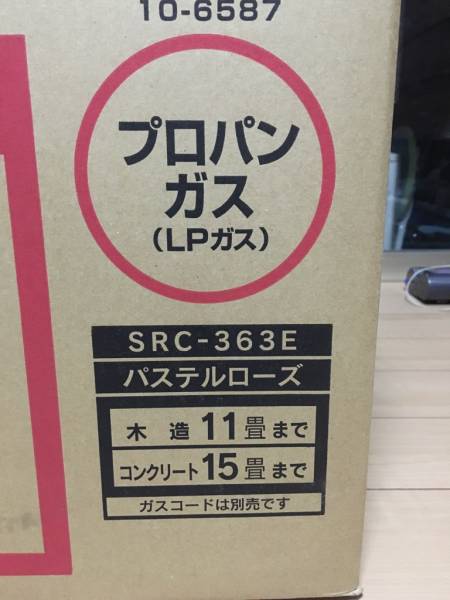 10-6587
プロパン
ガス
(LPガス)
SRC-363E
パステルローズ
木造 11畳まで
コンクリート 15畳まで
ガスコードは別売です